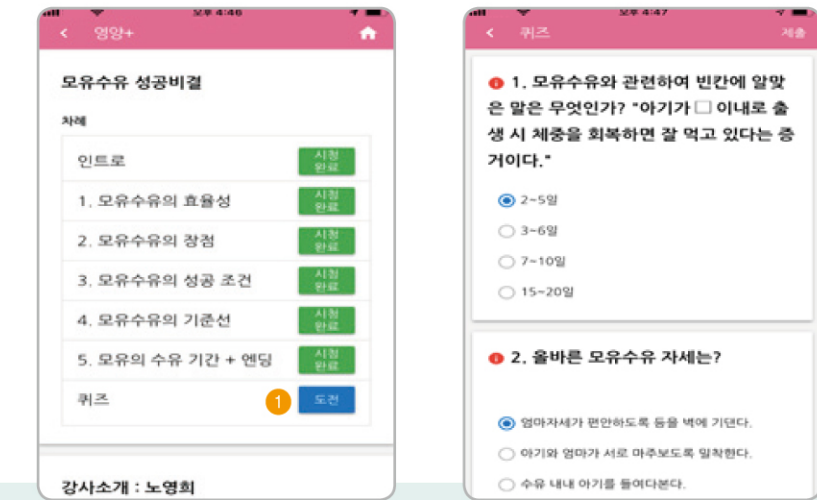 오후 4:46
영양+
모유수유 성공비결
차례
인트로
시청
완료
1. 모유수유의 효율성
시청
완료
2. 모유수유의 장점
시청
완료
3. 모유수유의 성공 조건
시청
완료
4. 모유수유의 기준선
시청
완료
5. 모유의 수유 기간 + 엔딩
시청
완료
퀴즈
1
도전
강사소개 : 노영희
오후 4:47
퀴즈
제출
1. 모유수유와 관련하여 빈칸에 알맞
은 말은 무엇인가? "아기가 □ 이내로 출
생 시 체중을 회복하면 잘 먹고 있다는 증
거이다."
2~5일
3~6일
7~10일
15~20일
2. 올바른 모유수유 자세는?
엄마자세가 편안하도록 등을 벽에 기댄다.
아기와 엄마가 서로 마주보도록 밀착한다.
수유 내내 아기를 들여다본다.